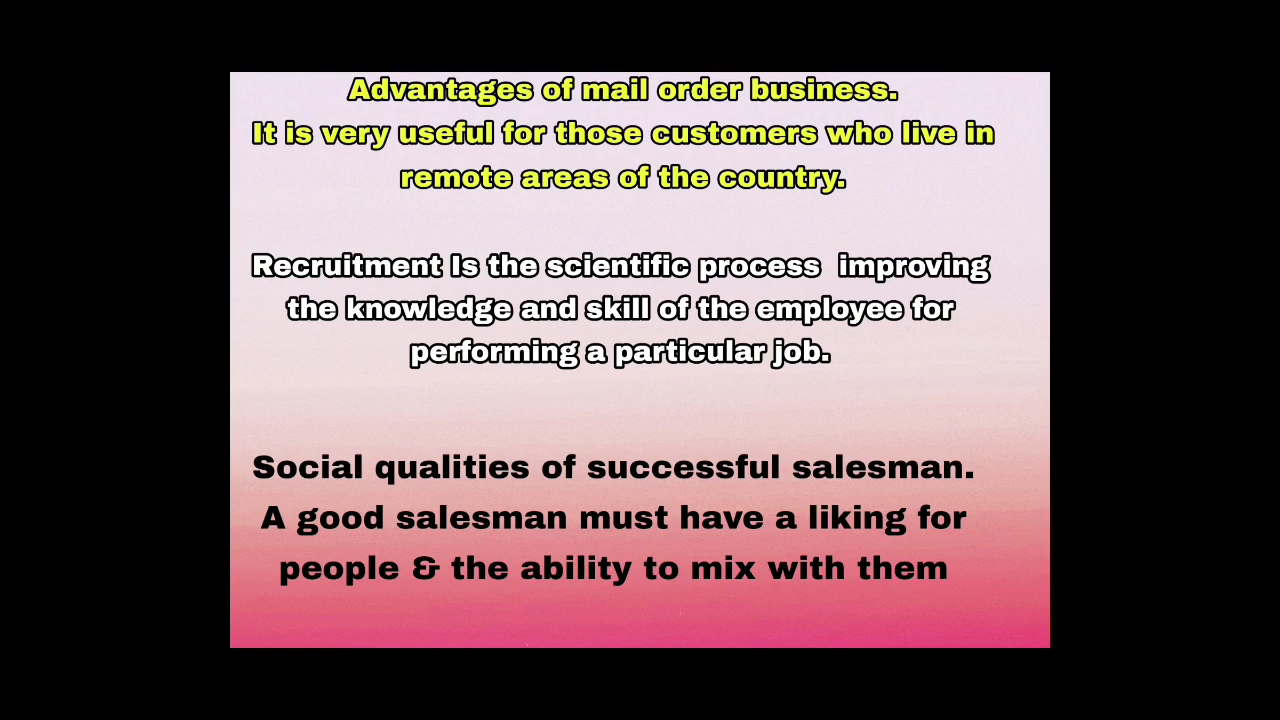 Advantages of mail order business.
It is very useful for those customers who live in
remote areas of the country.
Recruitment Is the scientific process  improving
the knowledge and skill of the employee for
performing a particular job.
Social qualities of successful salesman.
A good salesman must have a liking for
people & the ability to mix with them